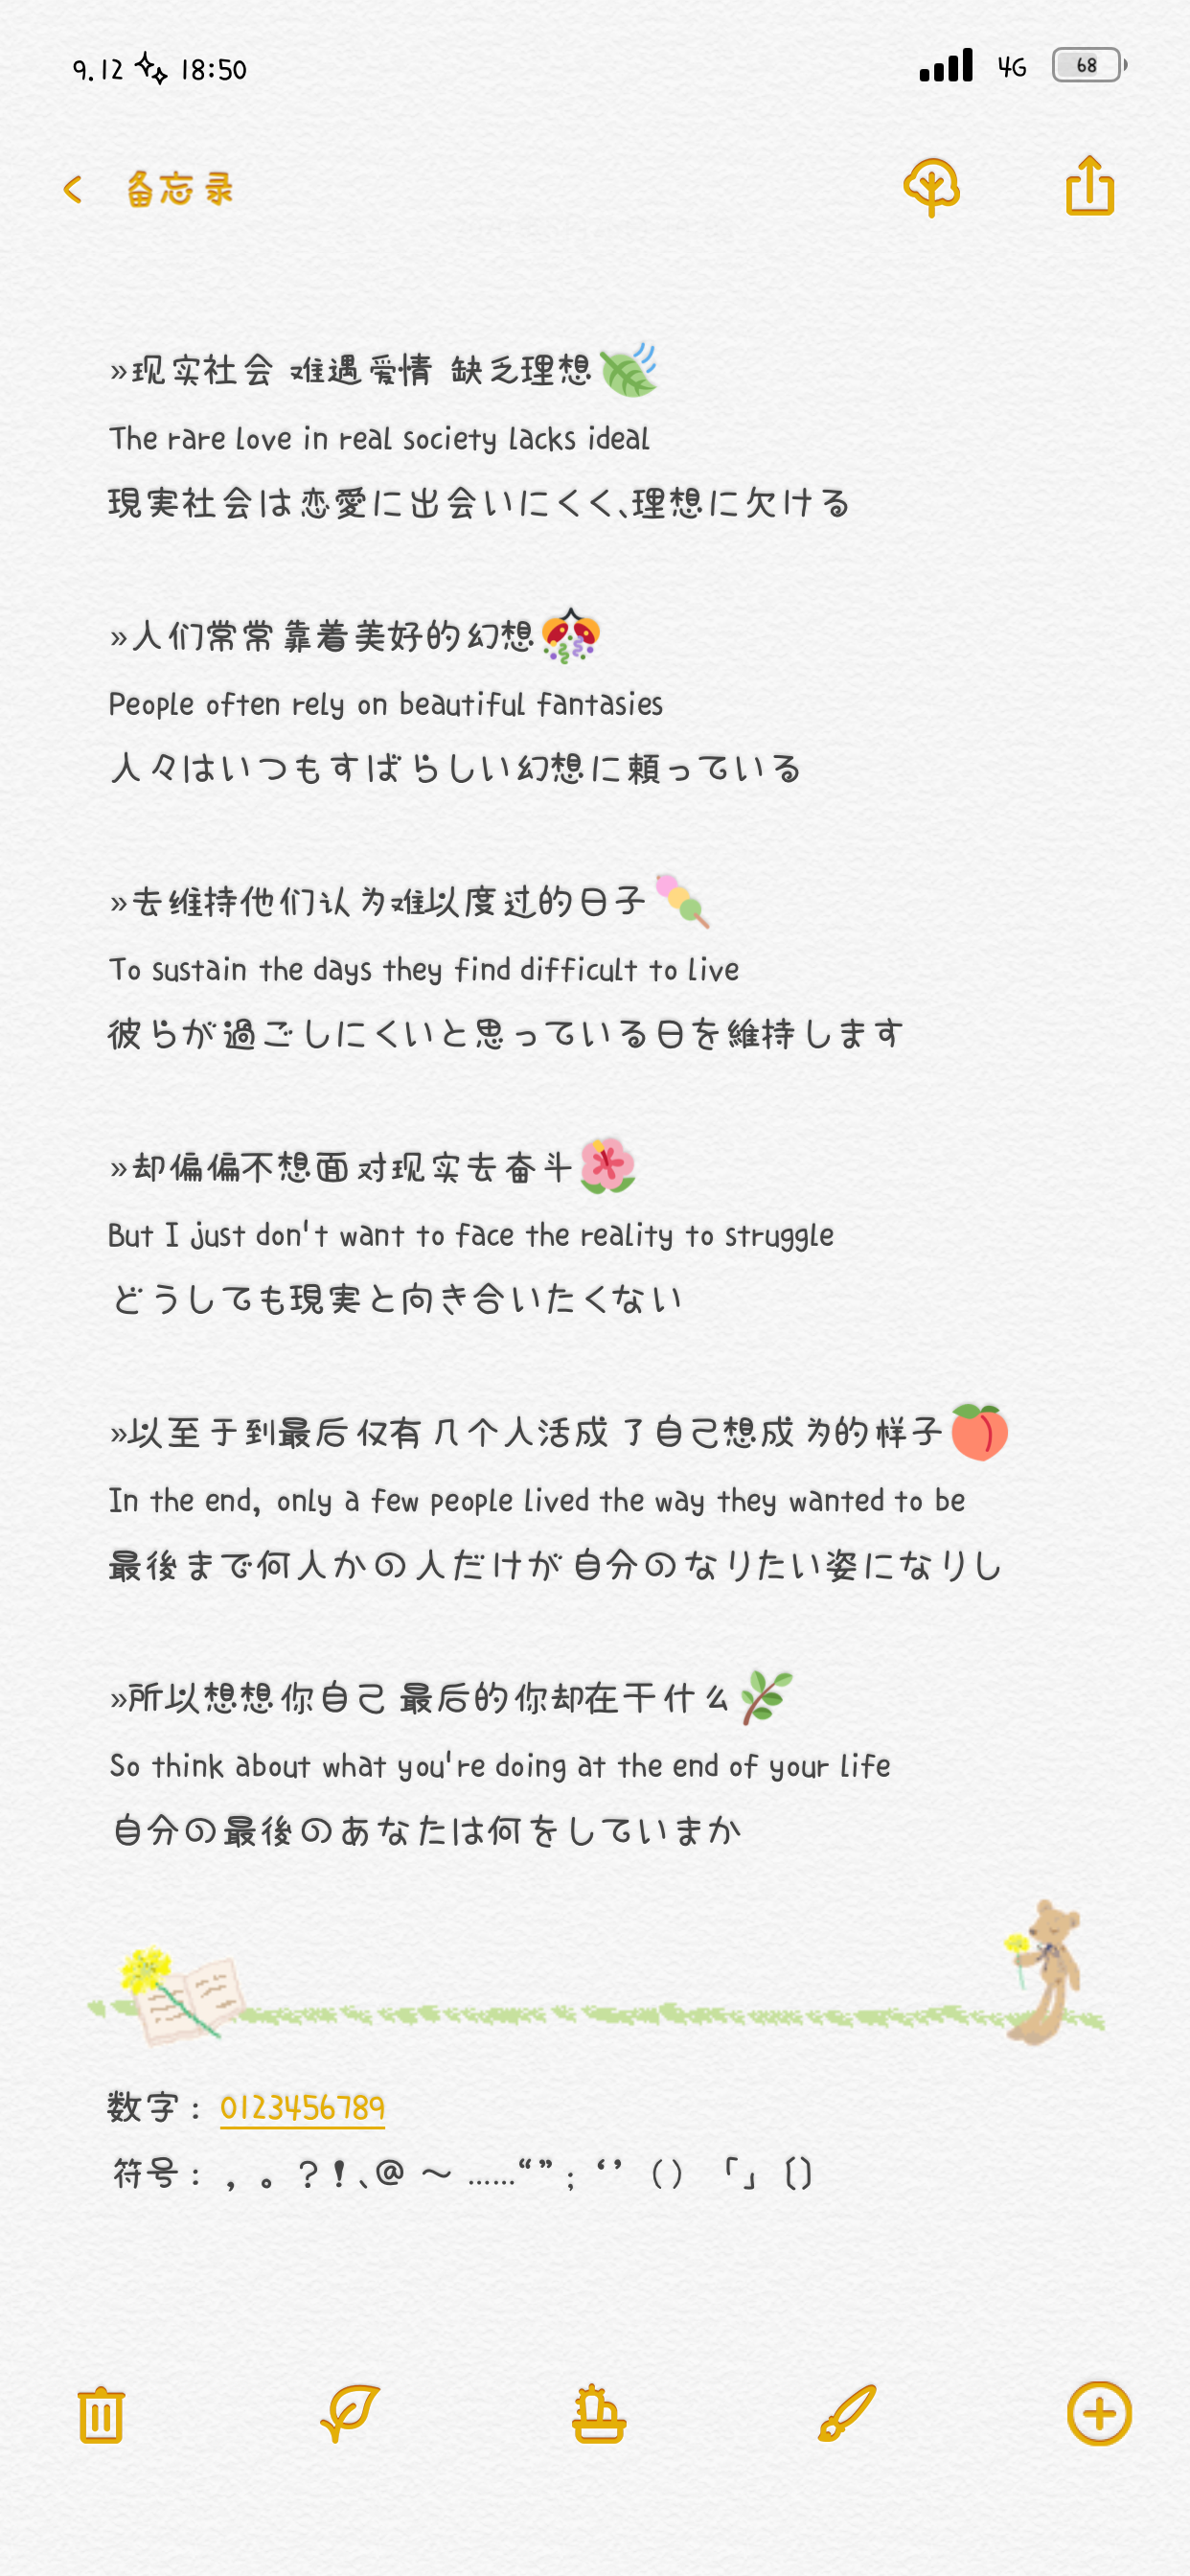 9.12 18:50 4G 68
备忘录
»现实社会 难遇爱情 缺乏理想
The rare love in real society lacks ideal
現実社会は恋愛に出会いにくく、理想に欠ける
»人们常常靠着美好的幻想
People often rely on beautiful fantasies
人々はいつもすばらしい幻想に頼っている
»去维持他们认为难以度过的日子
To sustain the days they find difficult to live
彼らが過ごしにくいと思っている日を維持します
»却偏偏不想面对现实去奋斗
But I just don't want to face the reality to struggle
どうしても現実と向き合いたくない
»以至于到最后仅有几个人活成了自己想成为的样子
In the end, only a few people lived the way they wanted to be
最後まで何人かの人だけが自分のなりたい姿になりし
»所以想想你自己 最后的你却在干什么
So think about what you're doing at the end of your life
自分の最後のあなたは何をしていまか
数字：0123456789
符号：，。？！、@ ～ ……“”；‘’（）「」〔〕